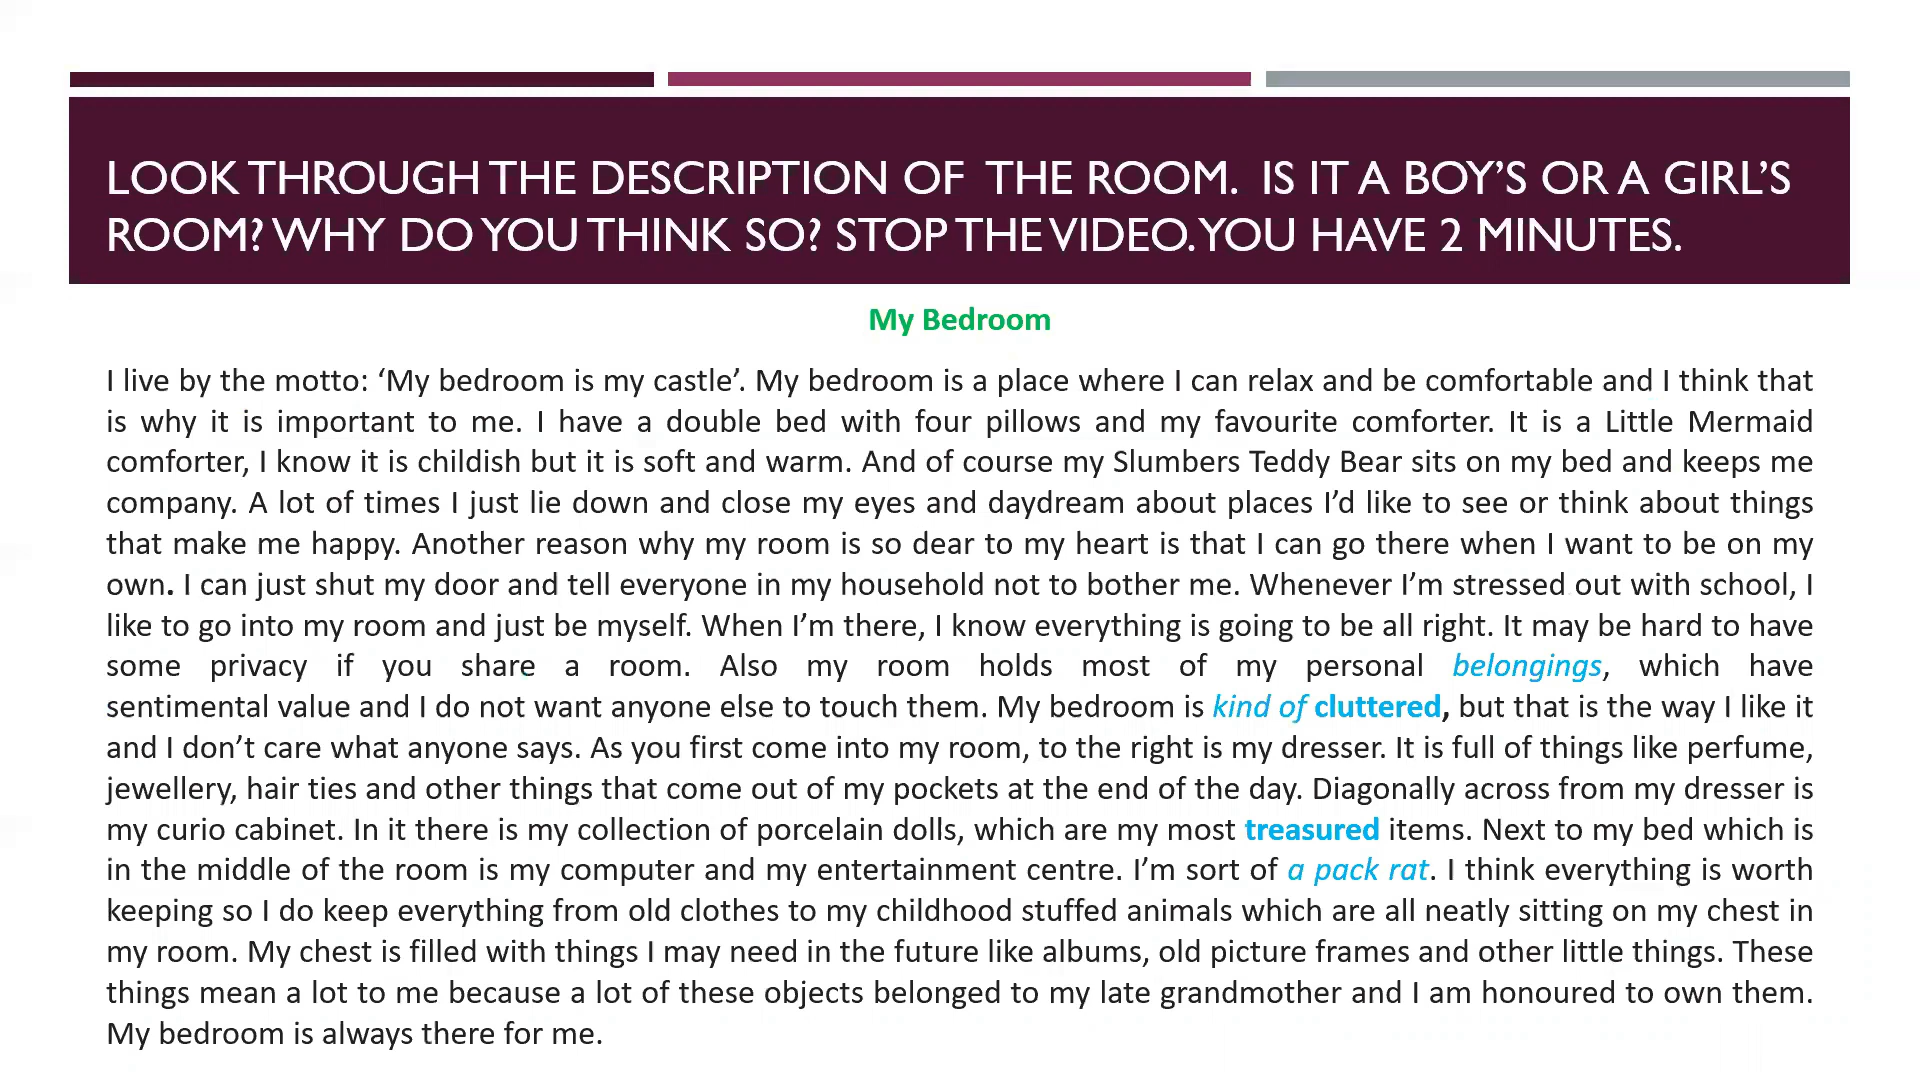 LOOK THROUGH THE DESCRIPTION OF THE ROOM. IS IT A BOY’S OR A GIRL’S
ROOM? WHY DO YOU THINK SO? STOP THE VIDEO. YOU HAVE 2 MINUTES.
My Bedroom
I live by the motto: ‘My bedroom is my castle’. My bedroom is a place where I can relax and be comfortable and I think that
is why it is important to me. I have a double bed with four pillows and my favourite comforter. It is a Little Mermaid
comforter, I know it is childish but it is soft and warm. And of course my Slumbers Teddy Bear sits on my bed and keeps me
company. A lot of times I just lie down and close my eyes and daydream about places I’d like to see or think about things
that make me happy. Another reason why my room is so dear to my heart is that I can go there when I want to be on my
own. I can just shut my door and tell everyone in my household not to bother me. Whenever I’m stressed out with school, I
like to go into my room and just be myself. When I’m there, I know everything is going to be all right. It may be hard to have
some privacy if you share a room. Also my room holds most of my personal belongings, which have
sentimental value and I do not want anyone else to touch them. My bedroom is kind of cluttered, but that is the way I like it
and I don’t care what anyone says. As you first come into my room, to the right is my dresser. It is full of things like perfume,
jewellery, hair ties and other things that come out of my pockets at the end of the day. Diagonally across from my dresser is
my curio cabinet. In it there is my collection of porcelain dolls, which are my most treasured items. Next to my bed which is
in the middle of the room is my computer and my entertainment centre. I’m sort of a pack rat. I think everything is worth
keeping so I do keep everything from old clothes to my childhood stuffed animals which are all neatly sitting on my chest in
my room. My chest is filled with things I may need in the future like albums, old picture frames and other little things. These
things mean a lot to me because a lot of these objects belonged to my late grandmother and I am honoured to own them.
My bedroom is always there for me.